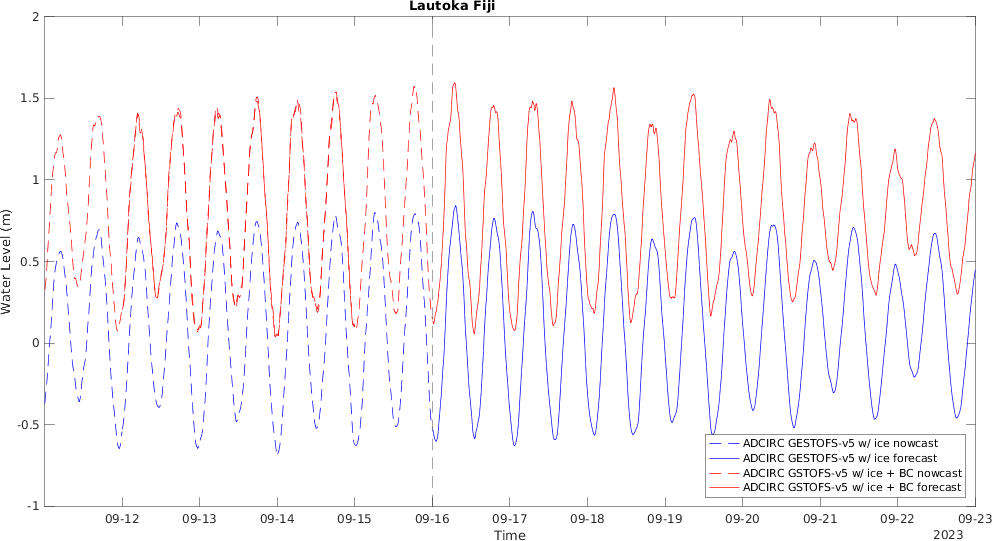 Lautoka Fiji
2
1.5
1
0.5
0
-0.5
-1
Water Level (m)
ADCIRC GESTOFS-v5 w/ ice nowcast
ADCIRC GESTOFS-v5 w/ ice forecast
ADCIRC GSTOFS-v5 w/ ice + BC nowcast
ADCIRC GSTOFS-v5 w/ ice + BC forecast
09-12 09-13 09-14 09-15 09-16 09-17 09-18 09-19 09-20 09-21 09-22 09-23
Time
2023